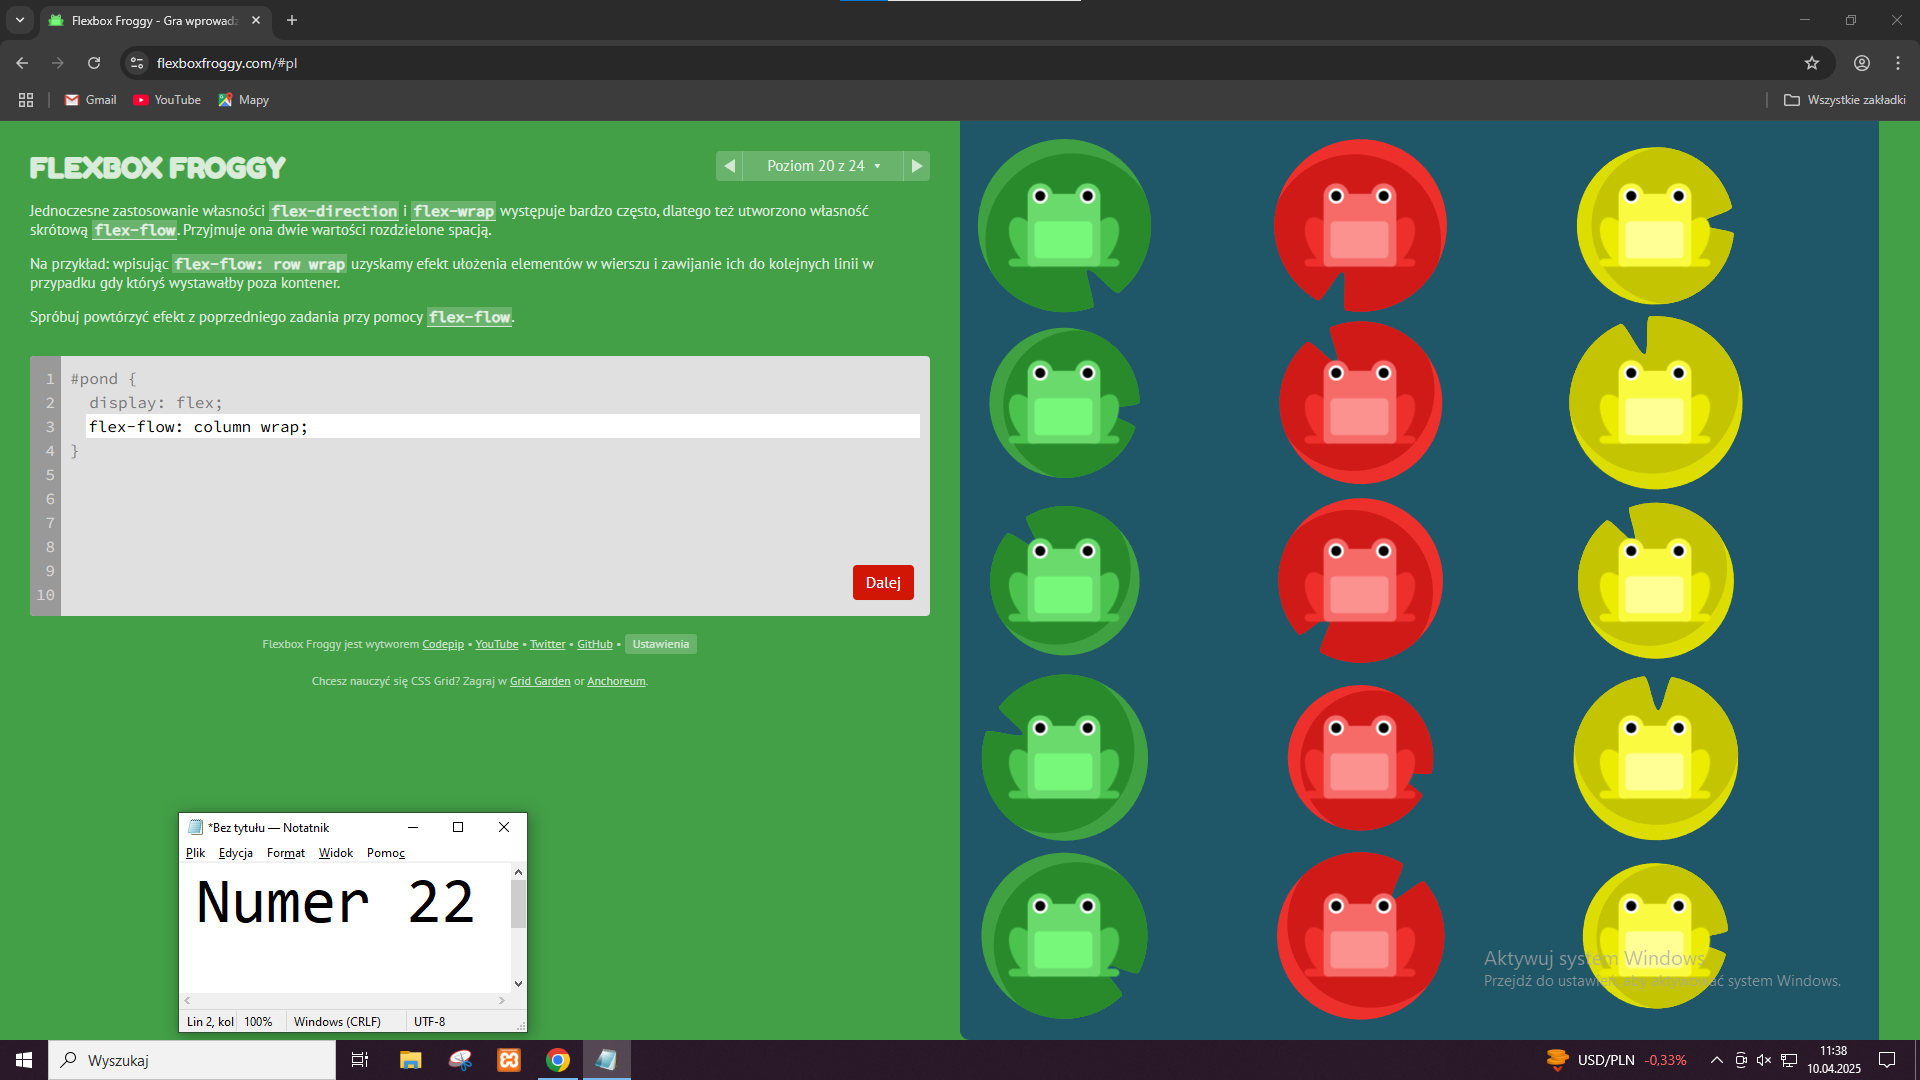 Flexbox Froggy - Gra wprowadz
flexboxfroggy.com/#pl
Gmail
YouTube
Mapy
Wszystkie zakładki
FLEXBOX FROGGY
Poziom 20 z 24
Jednoczesne zastosowanie własności flex-direction i flex-wrap występuje bardzo często, dlatego też utworzono własność
skrótową flex-flow. Przyjmuje ona dwie wartości rozdzielone spacją.
Na przykład: wpisując flex-flow: row wrap uzyskamy efekt ułożenia elementów w wierszu i zawijanie ich do kolejnych linii w
przypadku gdy któryś wystawałby poza kontener.
Spróbuj powtórzyć efekt z poprzedniego zadania przy pomocy flex-flow.
1 #pond {
2 display: flex;
3 flex-flow: column wrap;
4 }
5
6
7
8
9
10
Dalej
Flexbox Froggy jest wytworem Codepip • YouTube • Twitter • GitHub • Ustawienia
Chcesz nauczyć się CSS Grid? Zagraj w Grid Garden or Anchoreum.
*Bez tytułu — Notatnik
Plik Edycja Format Widok Pomoc
Numer 22
Lin 2, kol 100% Windows (CRLF) UTF-8
Aktywuj system Windows
Przejdź do ustawień, aby aktywować system Windows.
Wyszukaj
USD/PLN -0,33%
11:38
10.04.2025